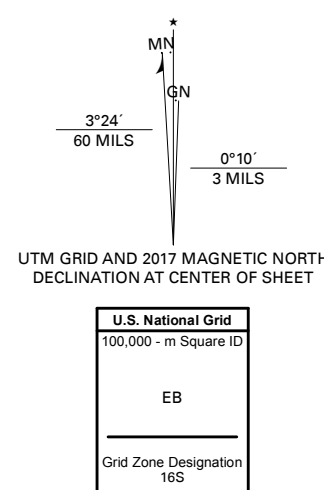 ★
MN
GN
3°24´
60 MILS
0°10´
3 MILS
UTM GRID AND 2017 MAGNETIC NORTH
DECLINATION AT CENTER OF SHEET
U.S. National Grid
100,000 - m Square ID
EB
Grid Zone Designation
16S